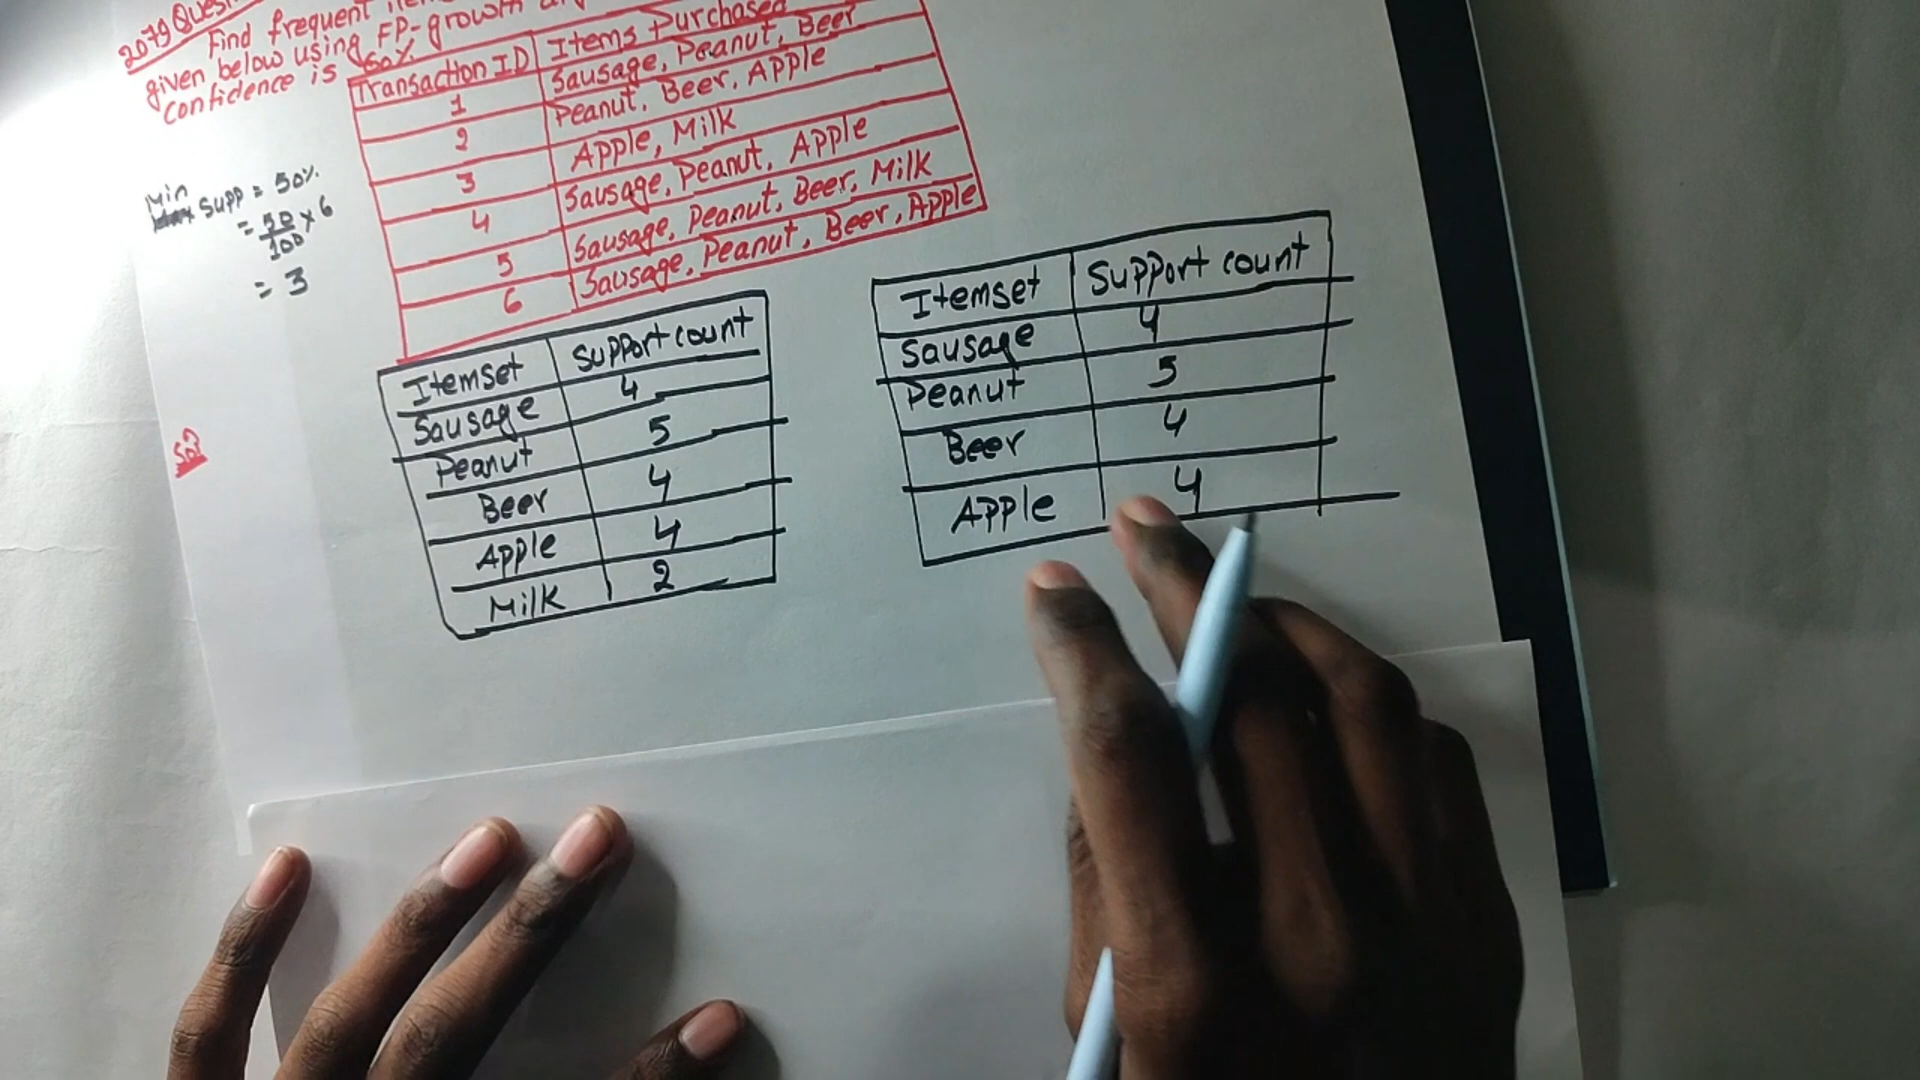 2079 Question
Find frequent
given below using FP-growth
confidence is 60%
Transaction ID Items Purchased
1 Sausage, Peanut, Beer
2 Peanut, Beer, Apple
3 Apple, Milk
4 Sausage, Peanut, Apple
5 Sausage, Peanut, Beer, Milk
6 Sausage, Peanut, Beer, Apple
Min
Supp = 50%
= 50/100 × 6
= 3
Sol
Itemset Support count
Sausage 4
Peanut 5
Beer 4
Apple 4
Milk 2
Itemset Support count
Sausage 4
Peanut 5
Beer 4
Apple 4